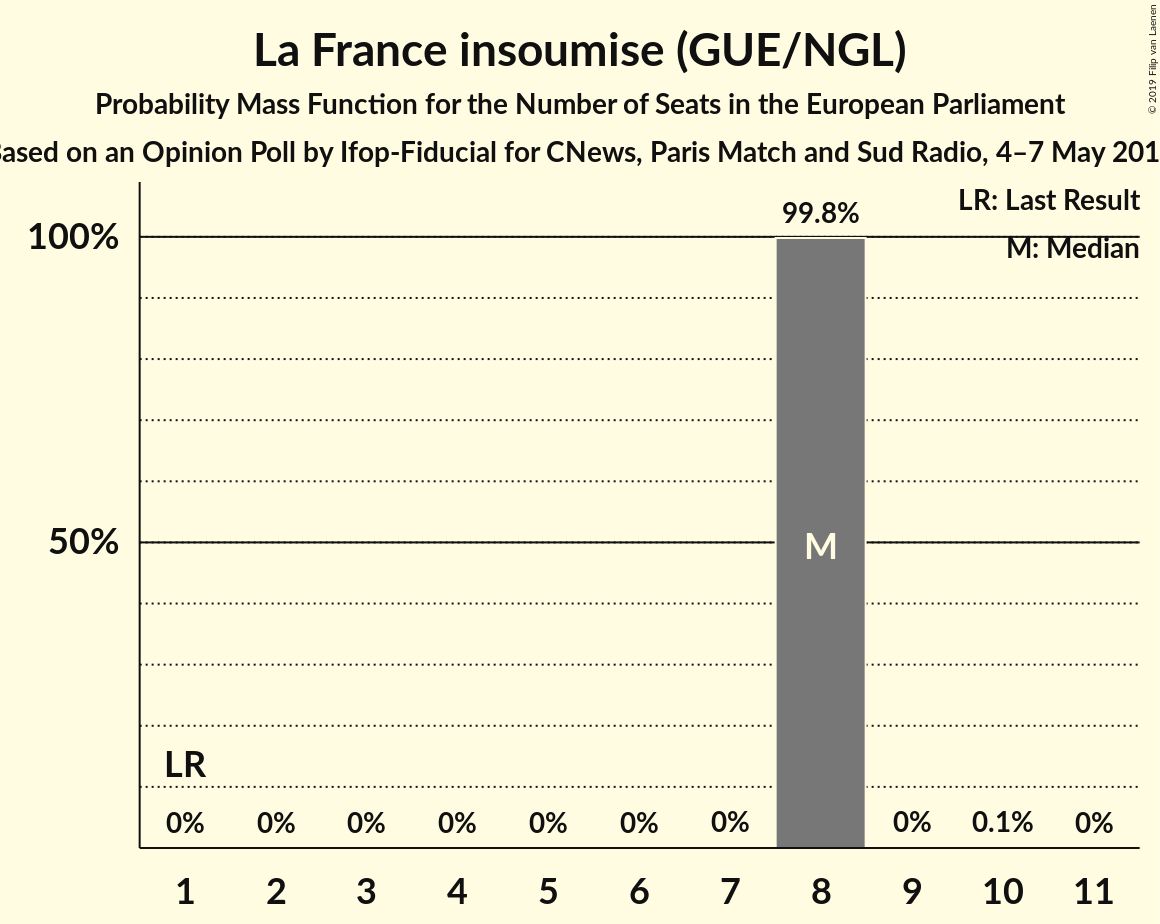 La France insoumise (GUE/NGL)
Probability Mass Function for the Number of Seats in the European Parliament
on an Opinion Poll by Ifop-Fiducial for CNews, Paris Match and Sud Radio, 4–7 May
© 2019 Filip van Laenen
LR: Last Result
M: Median
99.8%
100%
50%
M
LR
0% 0% 0% 0% 0% 0% 0% 0% 0.1% 0%
1 2 3 4 5 6 7 8 9 10 11